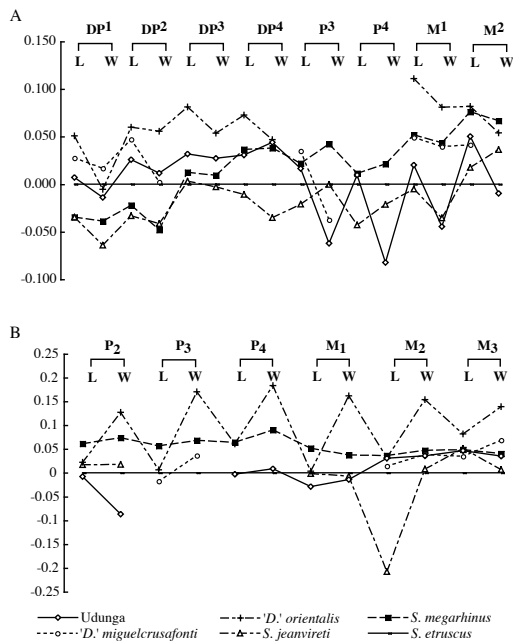 A
DP1 DP2 DP3 DP4 P3 P4 M1 M2
L W L W L W L W L W L W L W L W
0.150
0.100
0.050
0.000
-0.050
-0.100
B
P2 P3 P4 M1 M2 M3
L W L W L W L W L W L W
0.25
0.2
0.15
0.1
0.05
0
-0.05
-0.1
-0.15
-0.2
0.25
Udunga 'D.' orientalis S. megarhinus
'D.' miguelcrusafonti S. jeanvireti S. etruscus